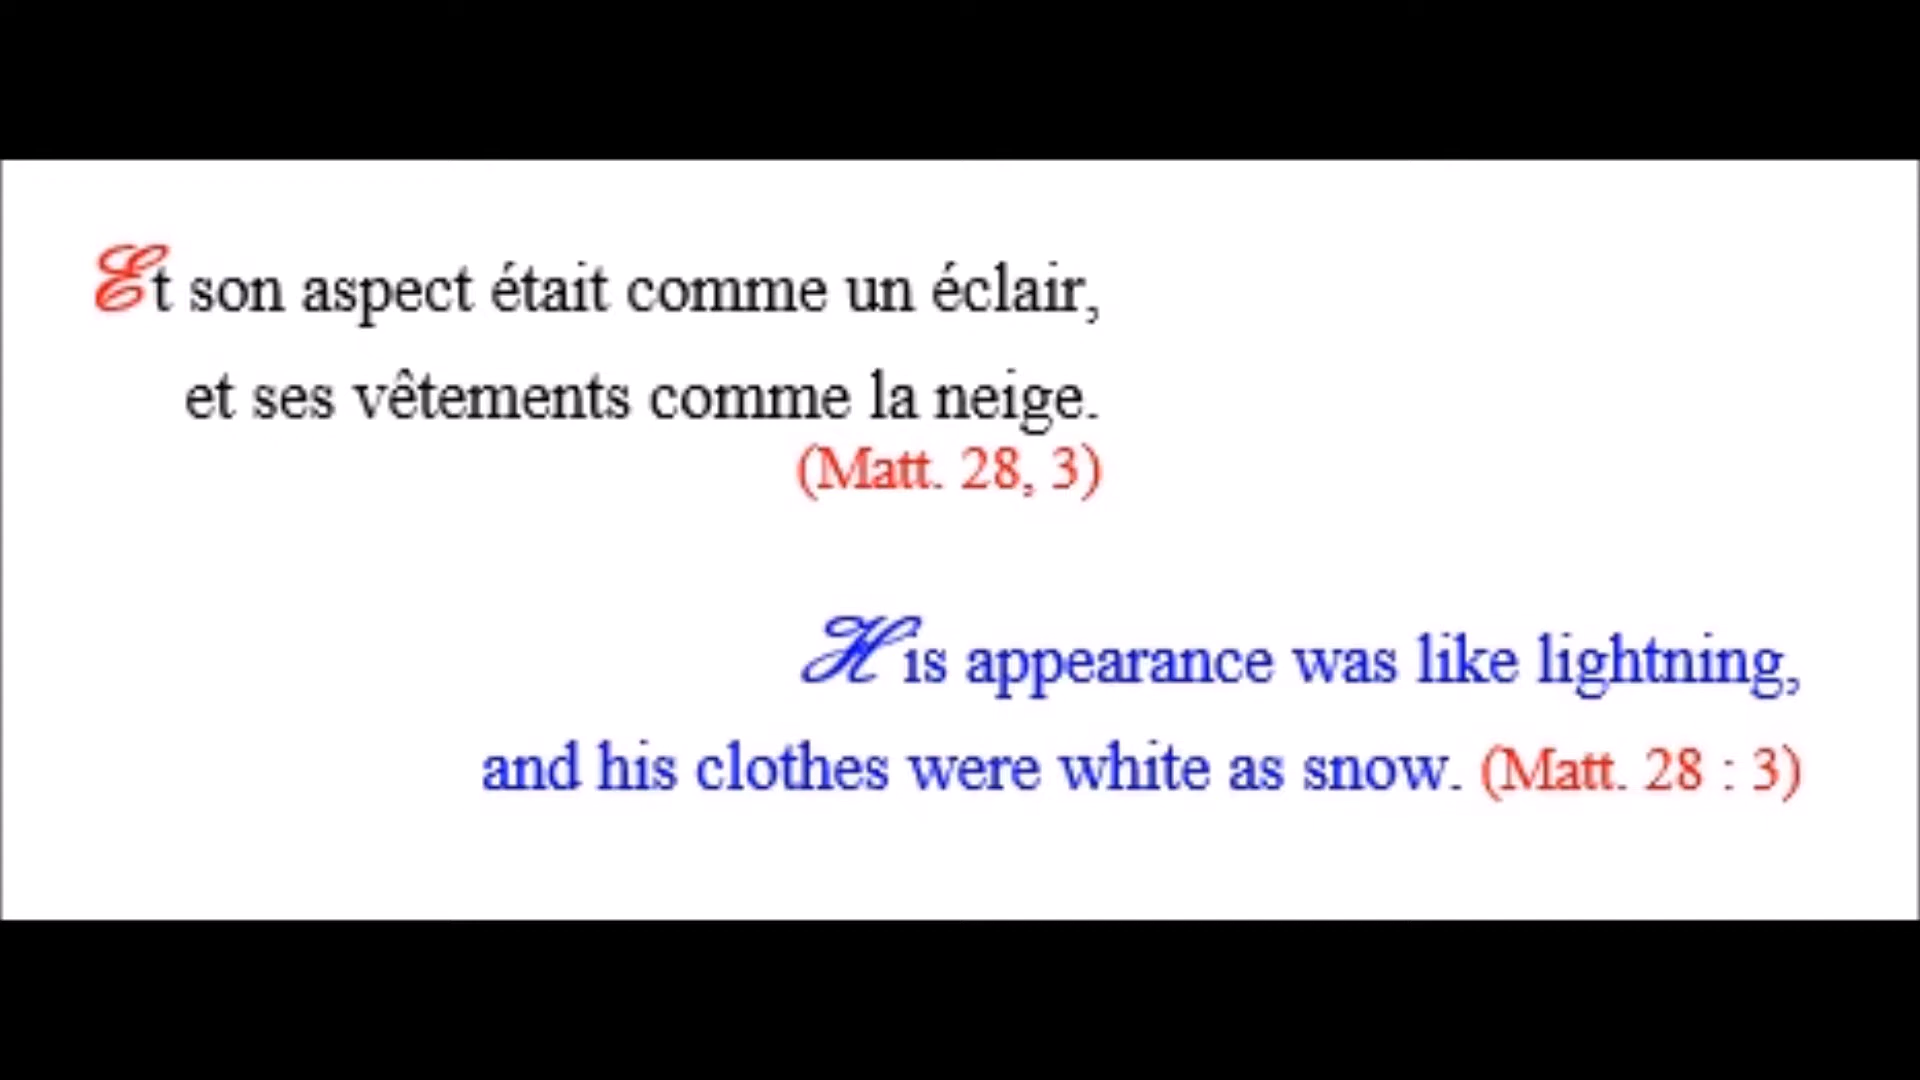 Et son aspect était comme un éclair,
et ses vêtements comme la neige.
(Matt. 28, 3)
His appearance was like lightning,
and his clothes were white as snow. (Matt. 28 : 3)